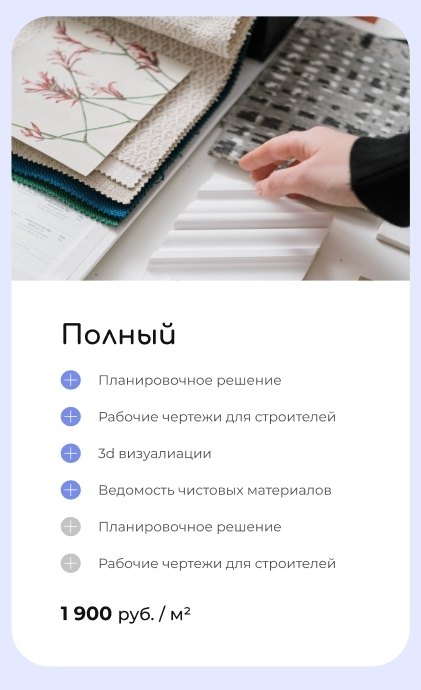 Полный
Планировочное решение
Рабочие чертежи для строителей
3d визуалиации
Ведомость чистовых материалов
Планировочное решение
Рабочие чертежи для строителей
1 900 руб. / м²